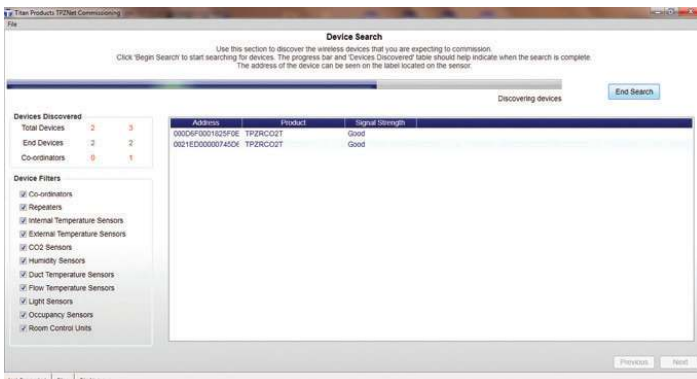 Titan Products TPZNet Commissioning
File
Device Search
Use this section to discover the wireless devices that you are expecting to commission.
Click 'Begin Search' to start searching for devices. The progress bar and 'Devices Discovered' table should help indicate when the search is complete.
The address of the device can be seen on the label located on the sensor.
Discovering devices
End Search
Devices Discovered
Total Devices 2 3
End Devices 2 2
Co-ordinators 0 1
Device Filters
Co-ordinators
Repeaters
Internal Temperature Sensors
External Temperature Sensors
CO2 Sensors
Humidity Sensors
Duct Temperature Sensors
Flow Temperature Sensors
Light Sensors
Occupancy Sensors
Room Control Units
Address Product Signal Strength
000D6F0001825F0E TPZRCO2T Good
0021ED00000745D6 TPZRCO2T Good
Previous Next